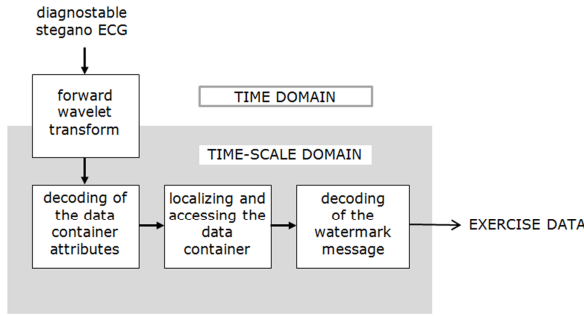 diagnostable
stegano ECG
forward
wavelet
transform
TIME DOMAIN
TIME-SCALE DOMAIN
decoding of
the data
container
attributes
localizing and
accessing the
data
container
decoding
of the
watermark
message
EXERCISE DATA